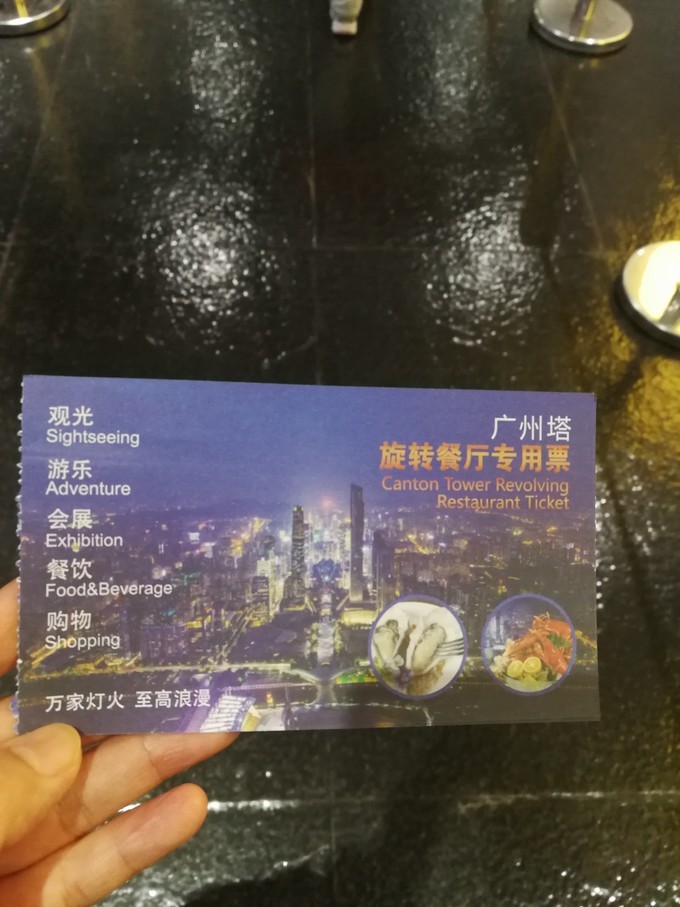 观光
Sightseeing
游乐
Adventure
会展
Exhibition
餐饮
Food&Beverage
购物
Shopping
万家灯火 至高浪漫
广州塔
旋转餐厅专用票
Canton Tower Revolving
Restaurant Ticket